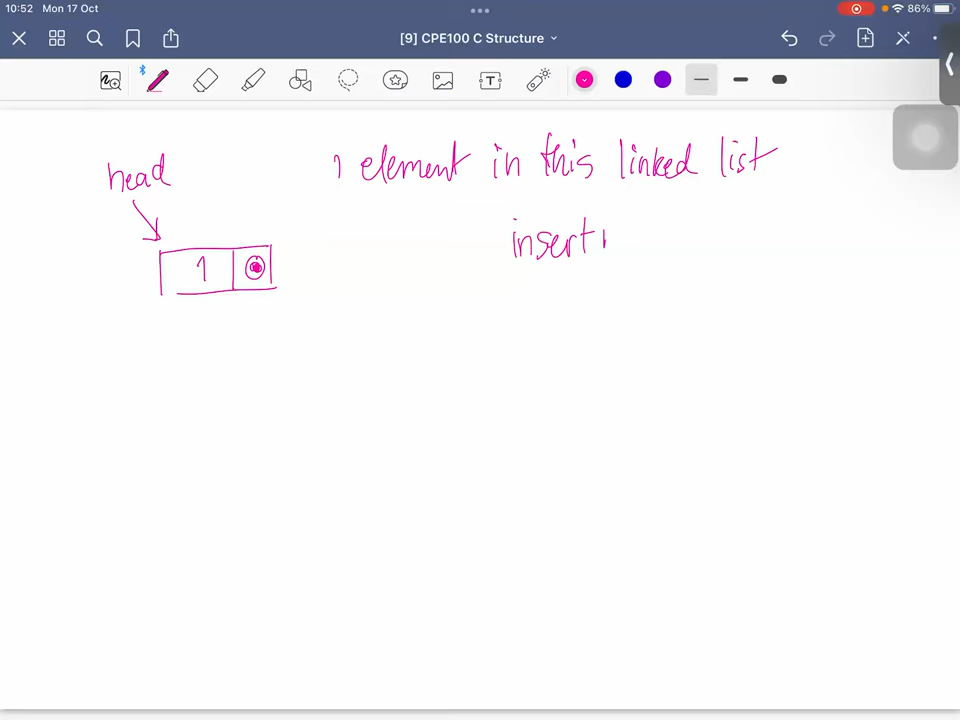 10:52 Mon 17 Oct
86%
[9] CPE100 C Structure
head
1 element in this linked list
insert
1